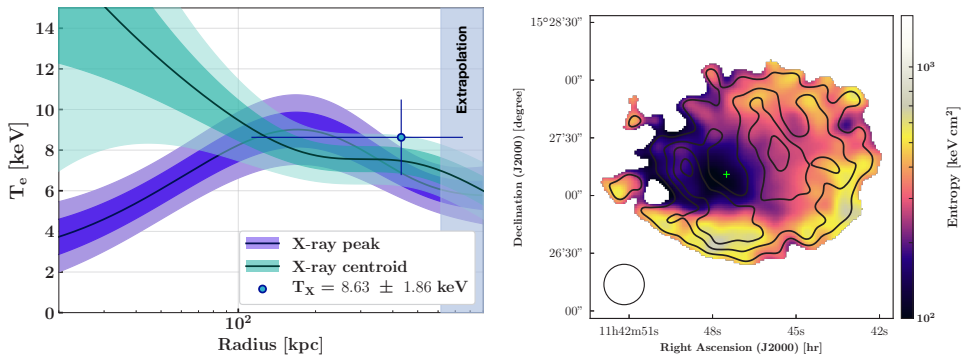 14
12
10
8
6
4
2
0
T_e [keV]
10²
Radius [kpc]
Extrapolation
X-ray peak
X-ray centroid
T_X = 8.63 ± 1.86 keV
15°28'30"
00"
27'30"
00"
26'30"
00"
Declination (J2000) [degree]
11h42m51s 48s 45s 42s
Right Ascension (J2000) [hr]
10³
10²
Entropy [keV cm²]